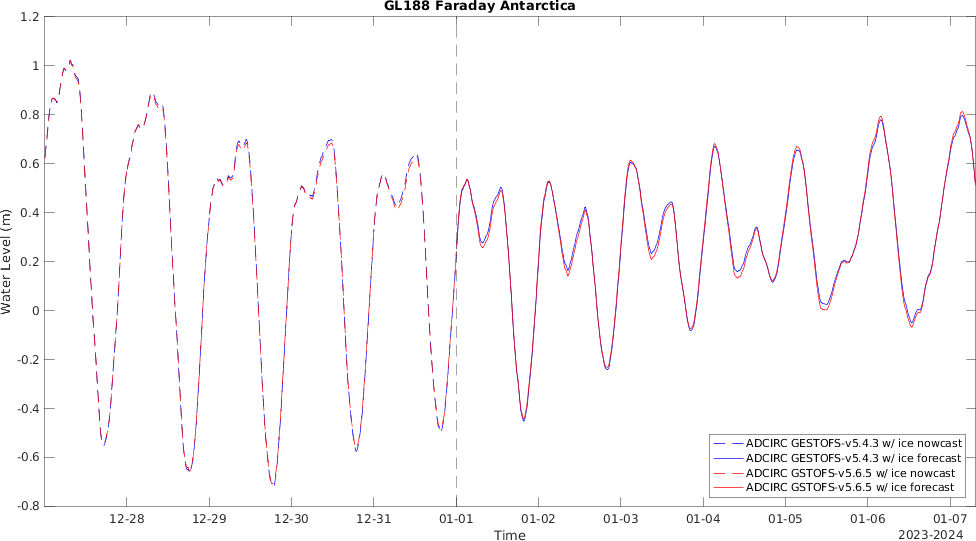 GL188 Faraday Antarctica
1.2
1
0.8
0.6
0.4
0.2
0
-0.2
-0.4
-0.6
-0.8
Water Level (m)
ADCIRC GESTOFS-v5.4.3 w/ ice nowcast
ADCIRC GESTOFS-v5.4.3 w/ ice forecast
ADCIRC GSTOFS-v5.6.5 w/ ice nowcast
ADCIRC GSTOFS-v5.6.5 w/ ice forecast
12-28 12-29 12-30 12-31 01-01 01-02 01-03 01-04 01-05 01-06 01-07
Time
2023-2024